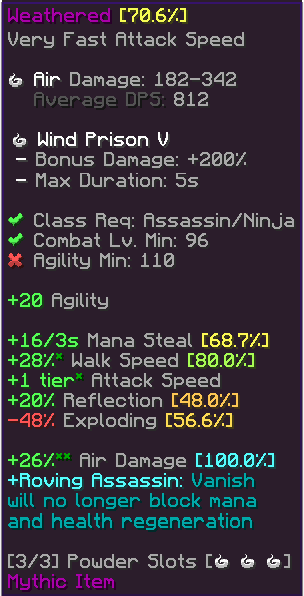 Weathered [70.6%]
Very Fast Attack Speed
Air Damage: 182-342
Average DPS: 812
Wind Prison V
- Bonus Damage: +200%
- Max Duration: 5s
✔ Class Req: Assassin/Ninja
✔ Combat Lv. Min: 96
✖ Agility Min: 110
+20 Agility
+16/3s Mana Steal [68.7%]
+28%* Walk Speed [80.0%]
+1 tier* Attack Speed
+20% Reflection [48.0%]
-48% Exploding [56.6%]
+26%** Air Damage [100.0%]
+Roving Assassin: Vanish
will no longer block mana
and health regeneration
[3/3] Powder Slots [     ]
Mythic Item